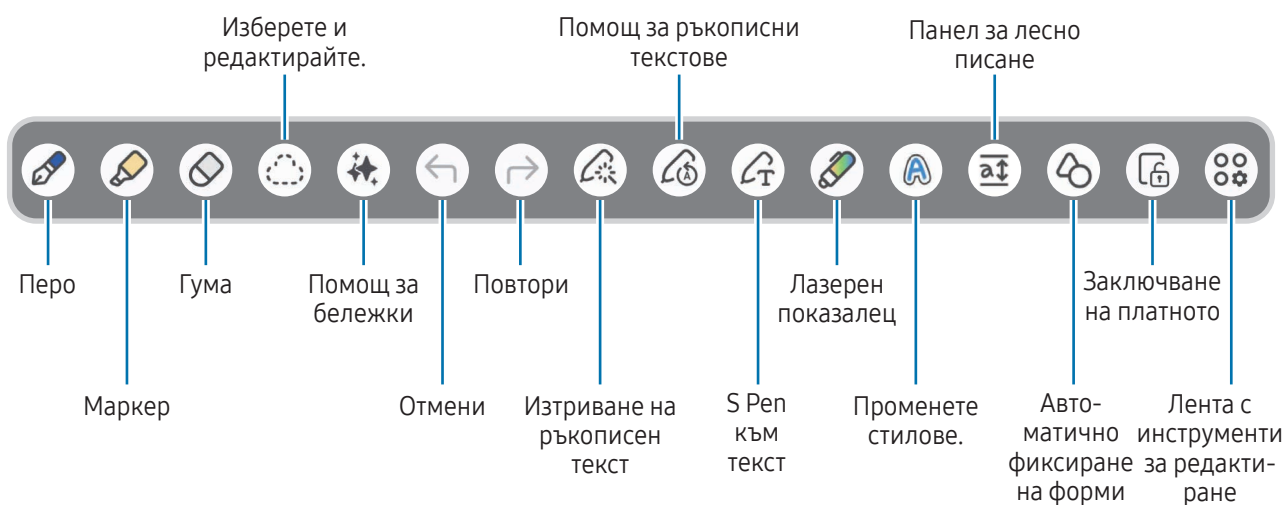 Изберете и
редактирайте.
Помощ за ръкописни
текстове
Панел за лесно
писане
Перо
Гума
Помощ за
бележки
Повтори
Лазерен
показалец
Заключване
на платното
Маркер
Отмени
Изтриване на
ръкописен
текст
S Pen
към
текст
Променете
стилове.
Авто-
матично
фиксиране
на форми
Лента с
инструменти
за редакти-
ране